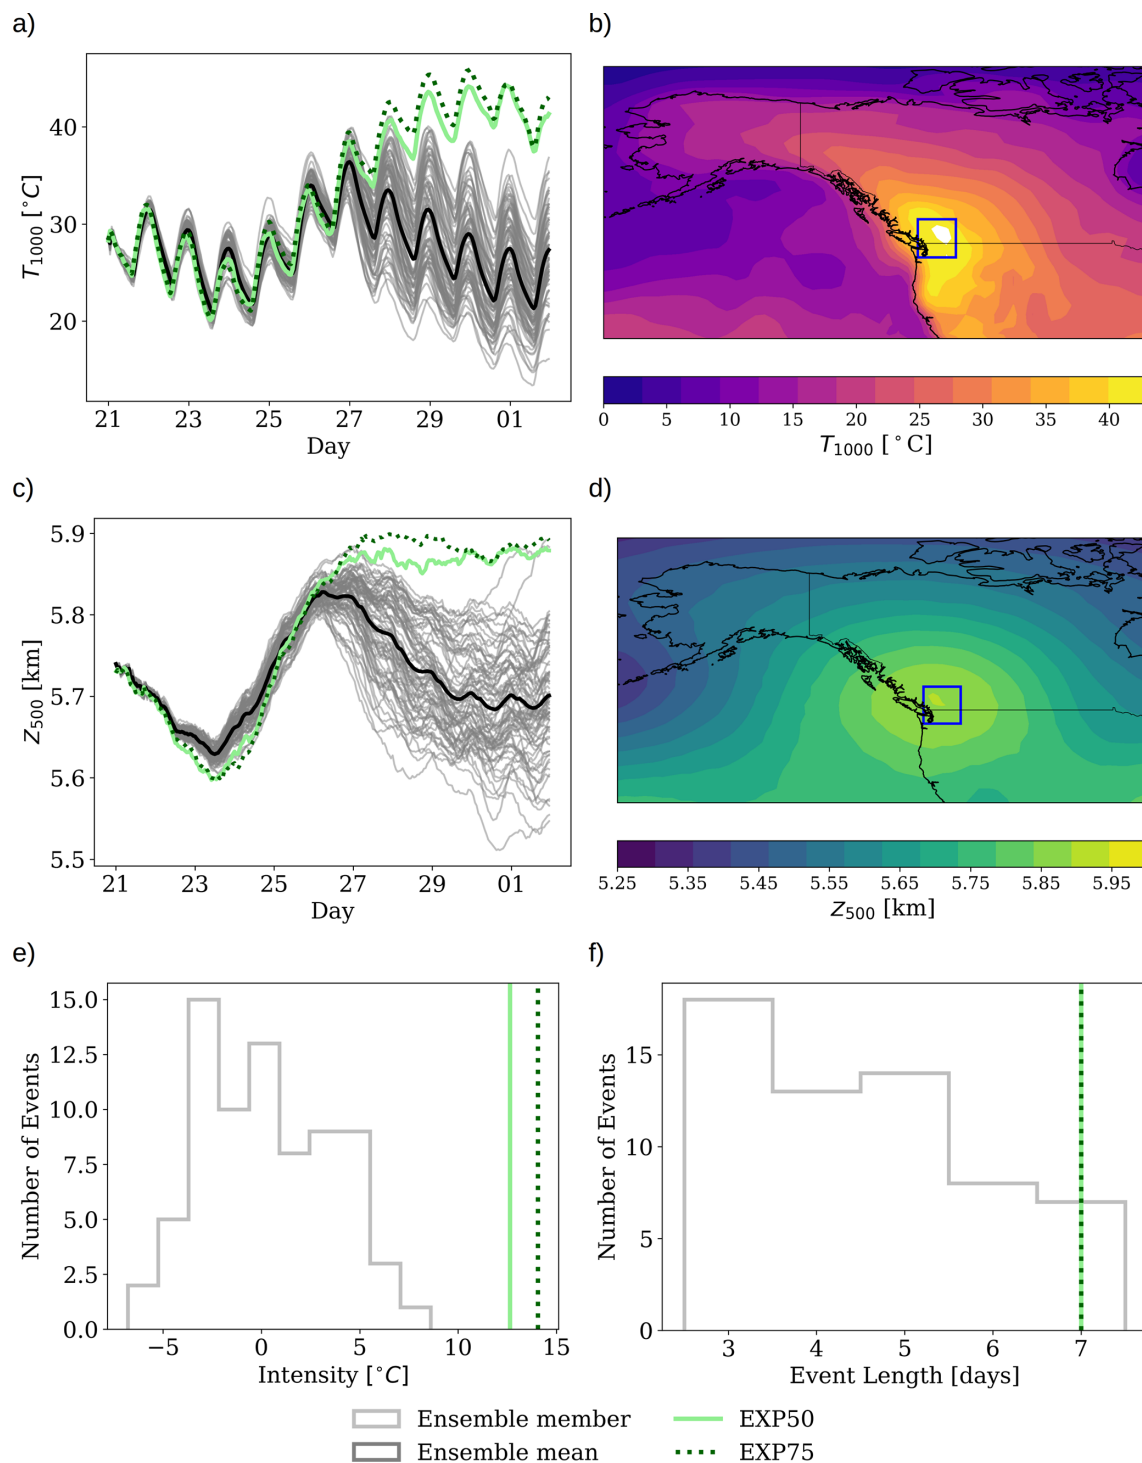 a)
40
30
20
T1000 [°C]
21 23 25 27 29 01
Day
b)
0 5 10 15 20 25 30 35 40
T1000 [°C]
c)
5.9
5.8
5.7
5.6
5.5
Z500 [km]
21 23 25 27 29 01
Day
d)
5.25 5.35 5.45 5.55 5.65 5.75 5.85 5.95
Z500 [km]
e)
15.0
12.5
10.0
7.5
5.0
2.5
0.0
Number of Events
−5 0 5 10 15
Intensity [°C]
f)
15
10
5
0
Number of Events
3 4 5 6 7
Event Length [days]
Ensemble member
Ensemble mean
EXP50
EXP75